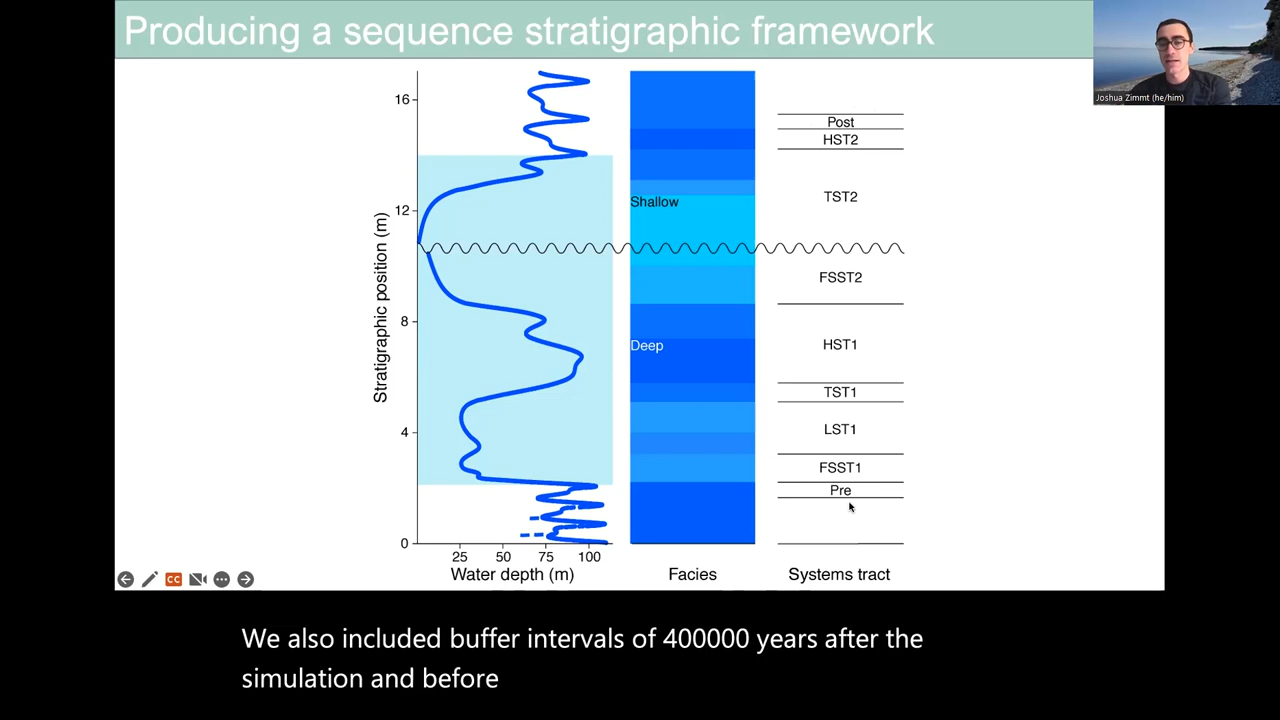 Producing a sequence stratigraphic framework
Joshua Zimmt (he/him)
Stratigraphic position (m)
16
12
8
4
0
25 50 75 100
Water depth (m)
Shallow
Deep
Facies
Post
HST2
TST2
FSST2
HST1
TST1
LST1
FSST1
Pre
Systems tract
CC
We also included buffer intervals of 400000 years after the
simulation and before